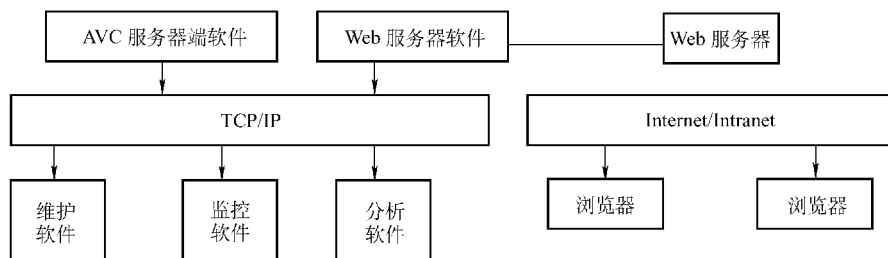 AVC 服务器端软件
Web 服务器软件
Web 服务器
TCP/IP
Internet/Intranet
维护
软件
监控
软件
分析
软件
浏览器
浏览器